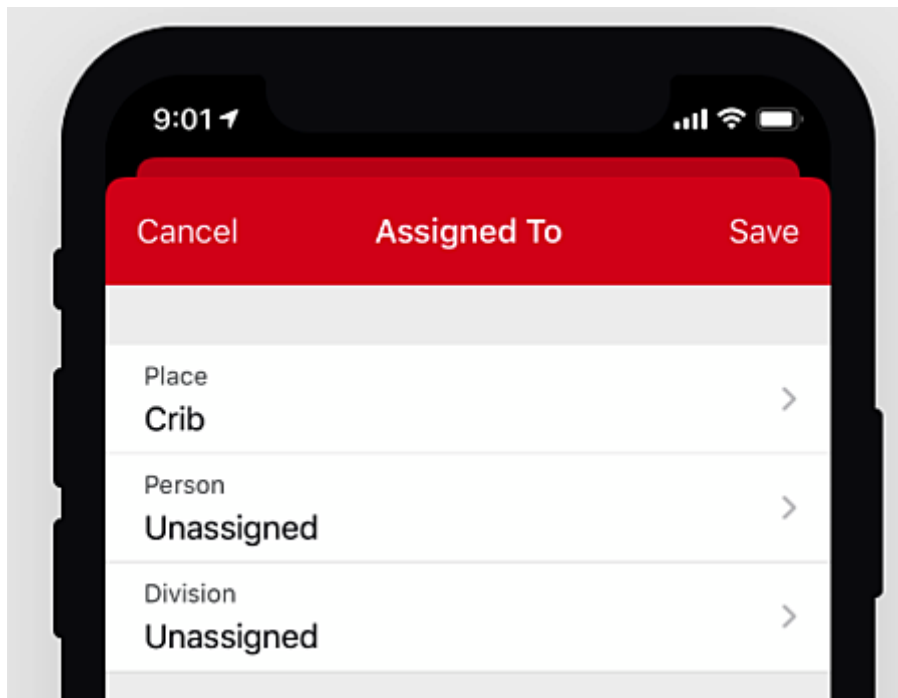 9:01
Cancel Assigned To Save
Place
Crib
Person
Unassigned
Division
Unassigned